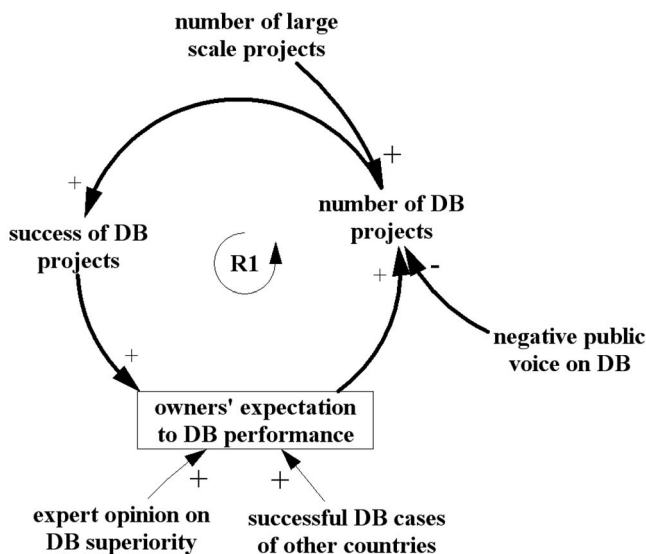 number of large
scale projects
+
+
number of DB
projects
success of DB
projects
R1
+
-
negative public
voice on DB
+
owners' expectation
to DB performance
+
+
expert opinion on
DB superiority
successful DB cases
of other countries